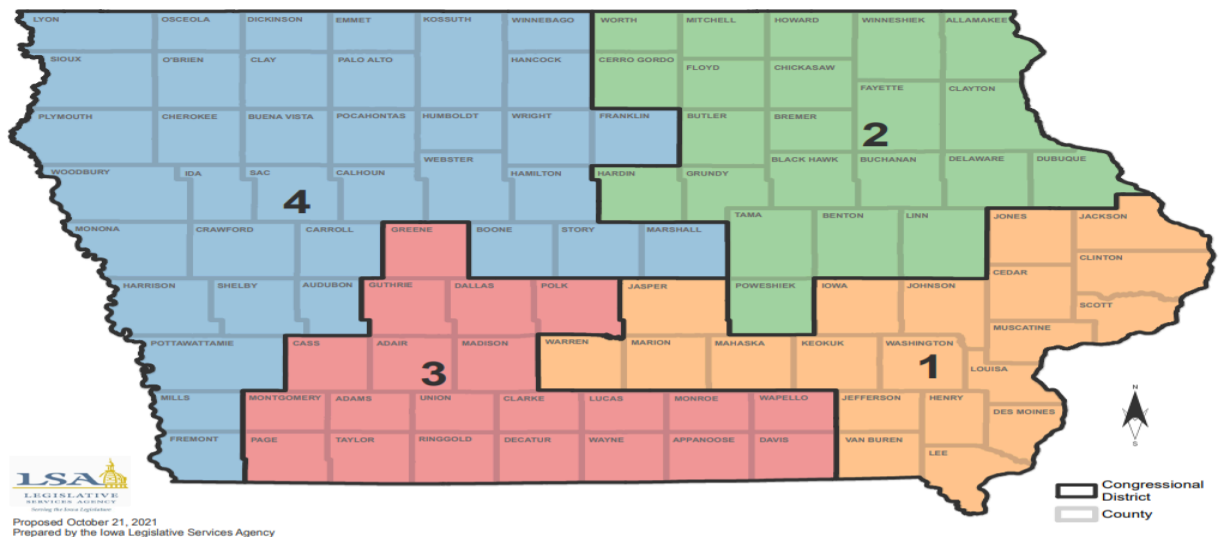 LYON OSCEOLA DICKINSON EMMET KOSSUTH WINNEBAGO WORTH MITCHELL HOWARD WINNESHIEK ALLAMAKEE
SIOUX O'BRIEN CLAY PALO ALTO HANCOCK CERRO GORDO FLOYD CHICKASAW
FAYETTE CLAYTON
PLYMOUTH CHEROKEE BUENA VISTA POCAHONTAS HUMBOLDT WRIGHT FRANKLIN BUTLER BREMER
2
WEBSTER BLACK HAWK BUCHANAN DELAWARE DUBUQUE
WOODBURY IDA SAC CALHOUN HAMILTON HARDIN GRUNDY
4
TAMA BENTON LINN JONES JACKSON
MONONA CRAWFORD CARROLL GREENE BOONE STORY MARSHALL
CLINTON
CEDAR
HARRISON SHELBY AUDUBON GUTHRIE DALLAS POLK JASPER POWESHIEK IOWA JOHNSON
SCOTT
MUSCATINE
POTTAWATTAMIE CASS ADAIR MADISON WARREN MARION MAHASKA KEOKUK WASHINGTON
3 1
LOUISA
MILLS MONTGOMERY ADAMS UNION CLARKE LUCAS MONROE WAPELLO JEFFERSON HENRY
DES MOINES
FREMONT PAGE TAYLOR RINGGOLD DECATUR WAYNE APPANOOSE DAVIS VAN BUREN
LEE
N
S
LSA
LEGISLATIVE
SERVICES AGENCY
Serving the Iowa Legislature
Congressional
District
County
Proposed October 21, 2021
Prepared by the Iowa Legislative Services Agency